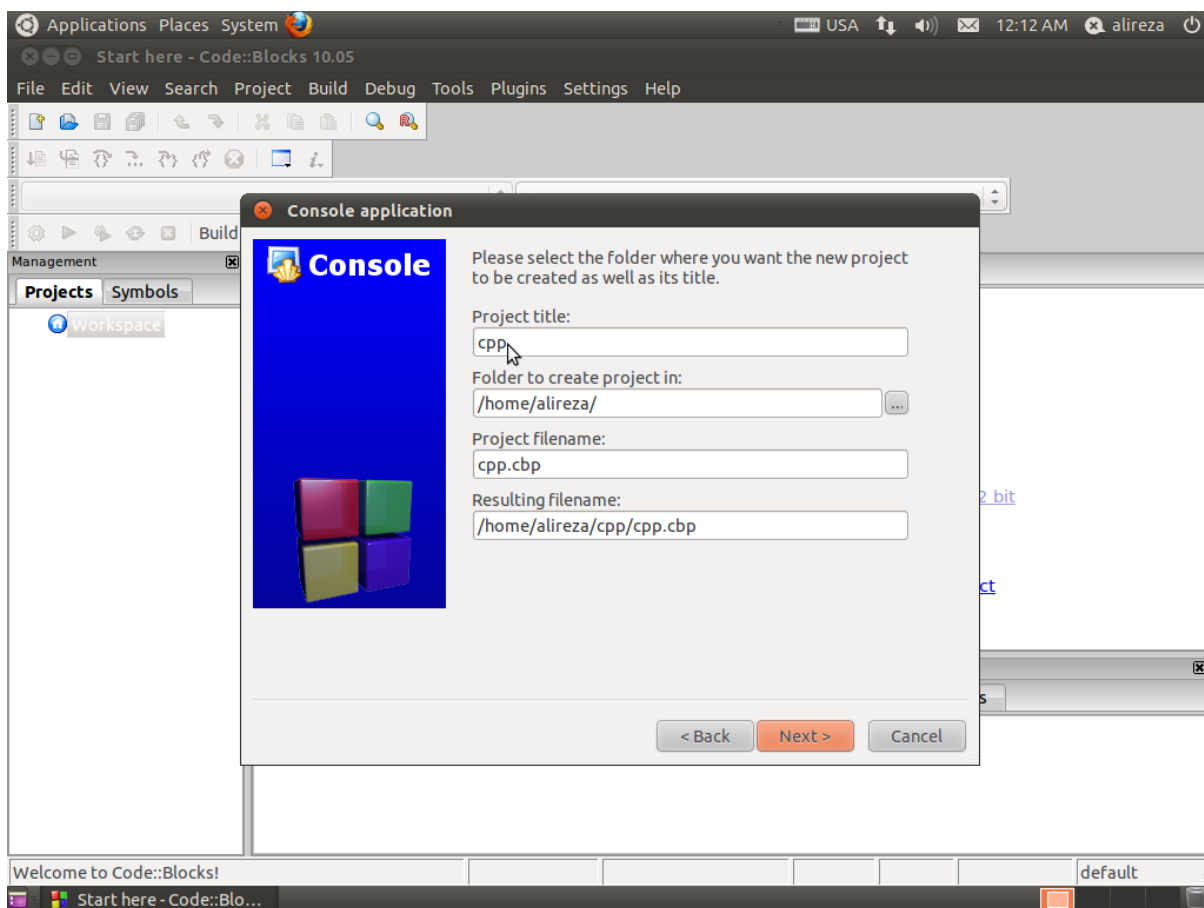 Applications Places System USA 12:12 AM alireza
Start here - Code::Blocks 10.05
File Edit View Search Project Build Debug Tools Plugins Settings Help
Console application
Build
Management
Projects Symbols
Workspace
Console
Please select the folder where you want the new project
to be created as well as its title.
Project title:
cpp
Folder to create project in:
/home/alireza/
...
Project filename:
cpp.cbp
Resulting filename:
/home/alireza/cpp/cpp.cbp
2 bit
ct
s
< Back Next > Cancel
Welcome to Code::Blocks! default
Start here - Code::Blo...